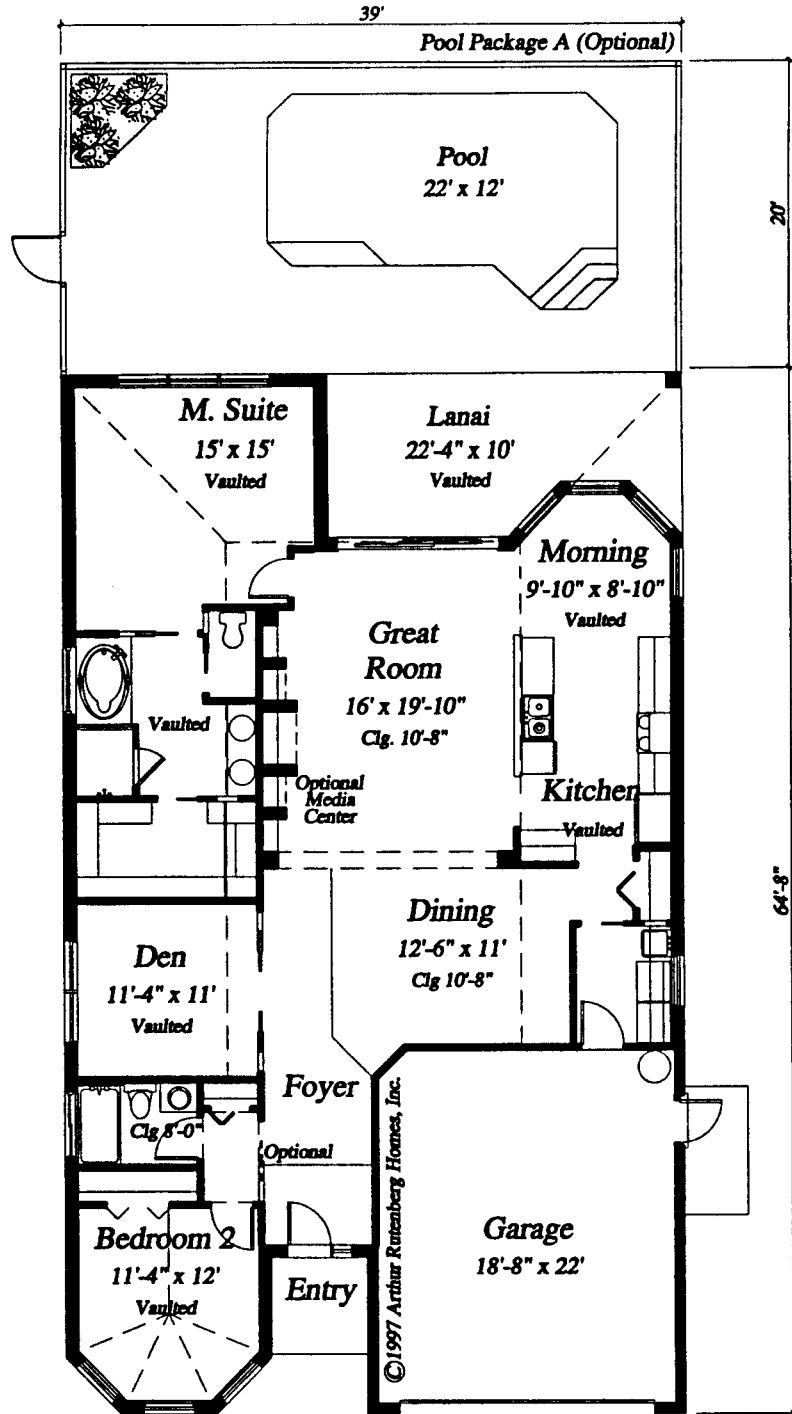 39'
Pool Package A (Optional)
Pool
22' x 12'
20'
M. Suite
15' x 15'
Vaulted
Lanai
22'-4" x 10'
Vaulted
Morning
9'-10" x 8'-10"
Vaulted
Great
Room
16' x 19'-10"
Clg. 10'-8"
Vaulted
Optional
Media
Center
Kitchen
Vaulted
64'-8"
Dining
12'-6" x 11'
Clg 10'-8"
Den
11'-4" x 11'
Vaulted
Foyer
Clg 8'-0"
Optional
©1997 Arthur Rutenberg Homes, Inc.
Bedroom 2
11'-4" x 12'
Vaulted
Entry
Garage
18'-8" x 22'